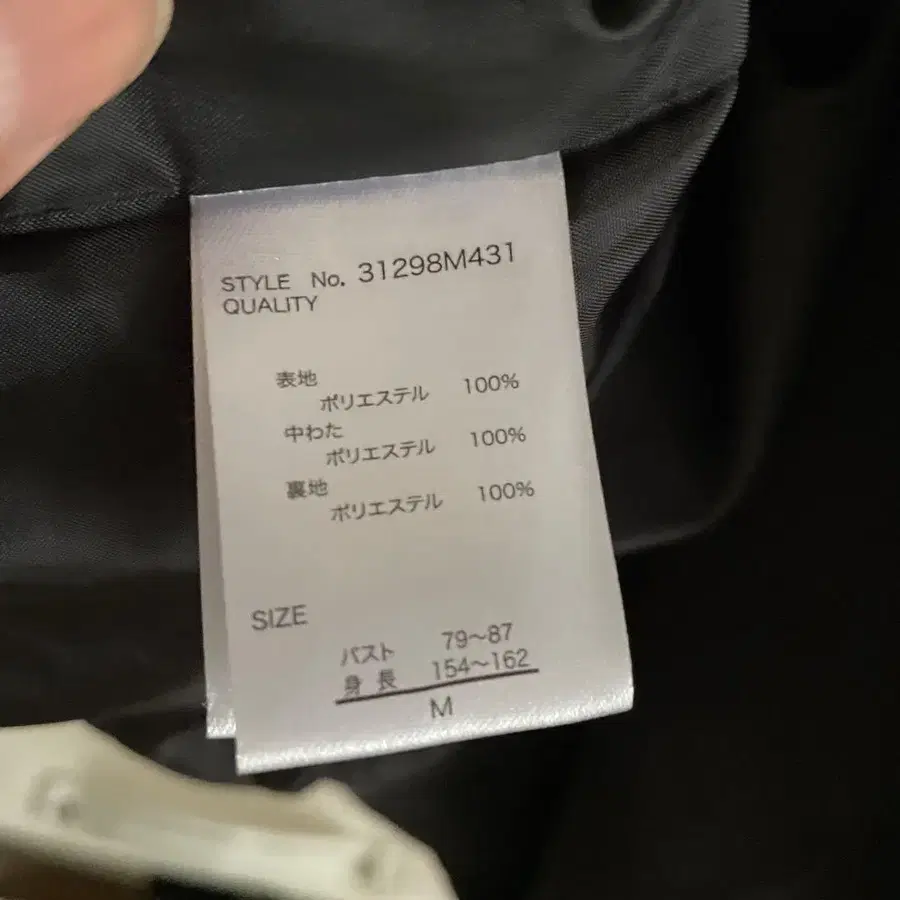 STYLE No. 31298M431
QUALITY
表地
ポリエステル 100%
中わた
ポリエステル 100%
裏地
ポリエステル 100%
SIZE
バスト 79～87
身長 154～162
M